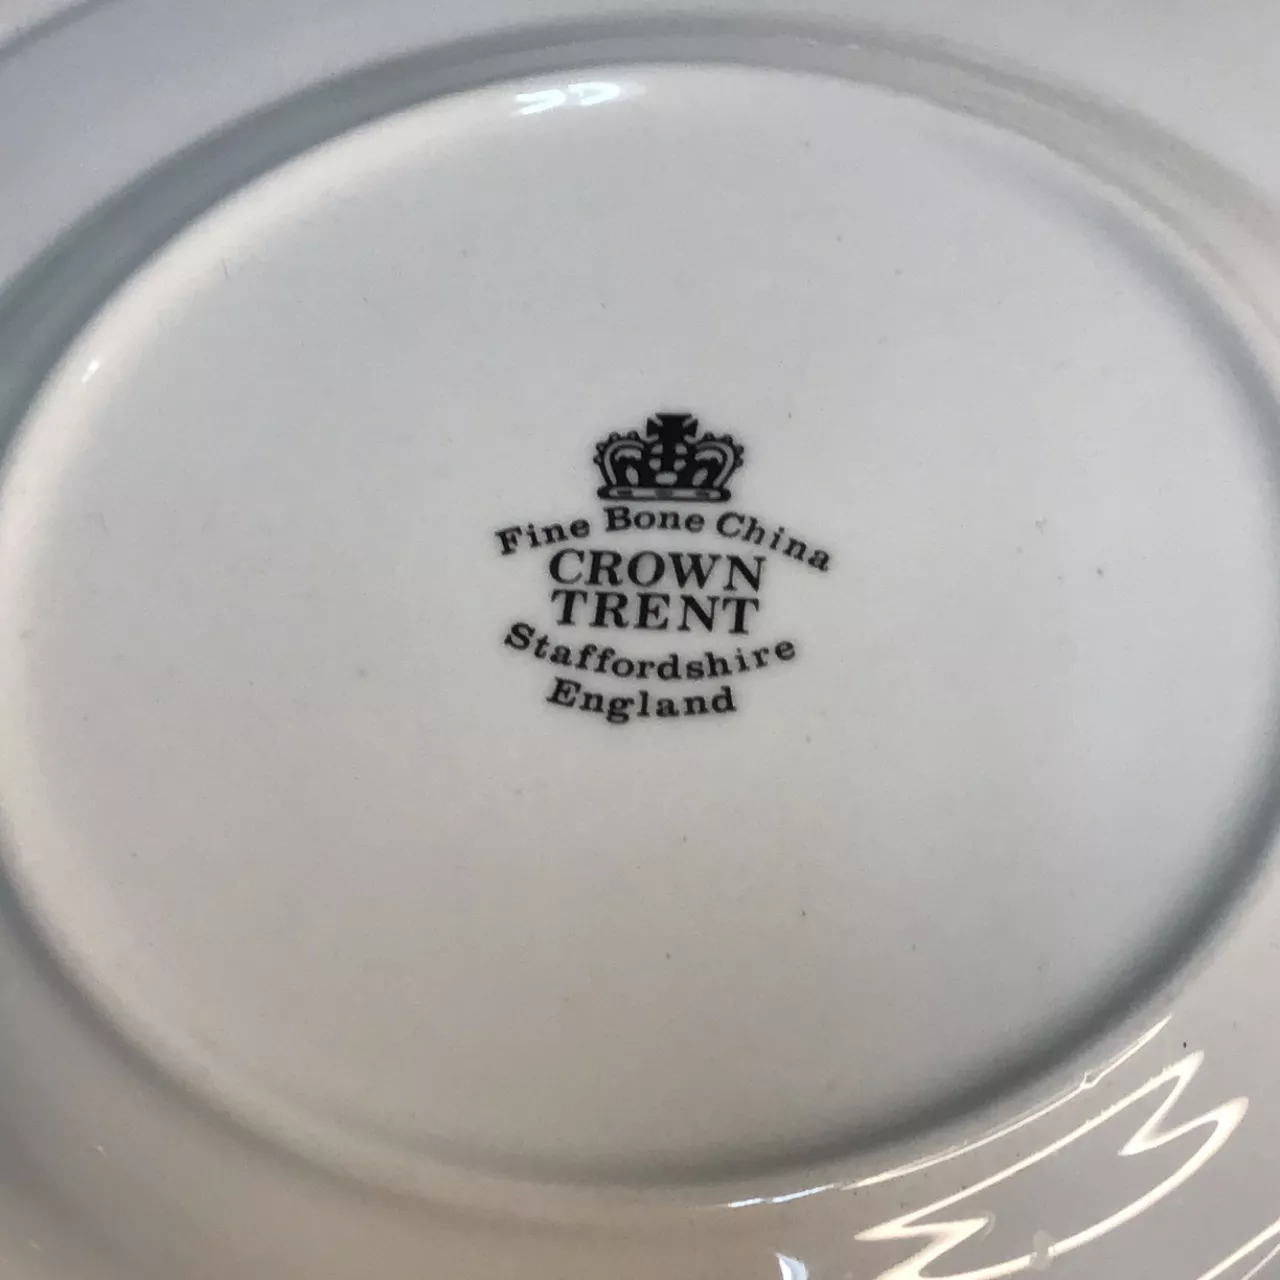 Fine Bone China
CROWN
TRENT
Staffordshire
England